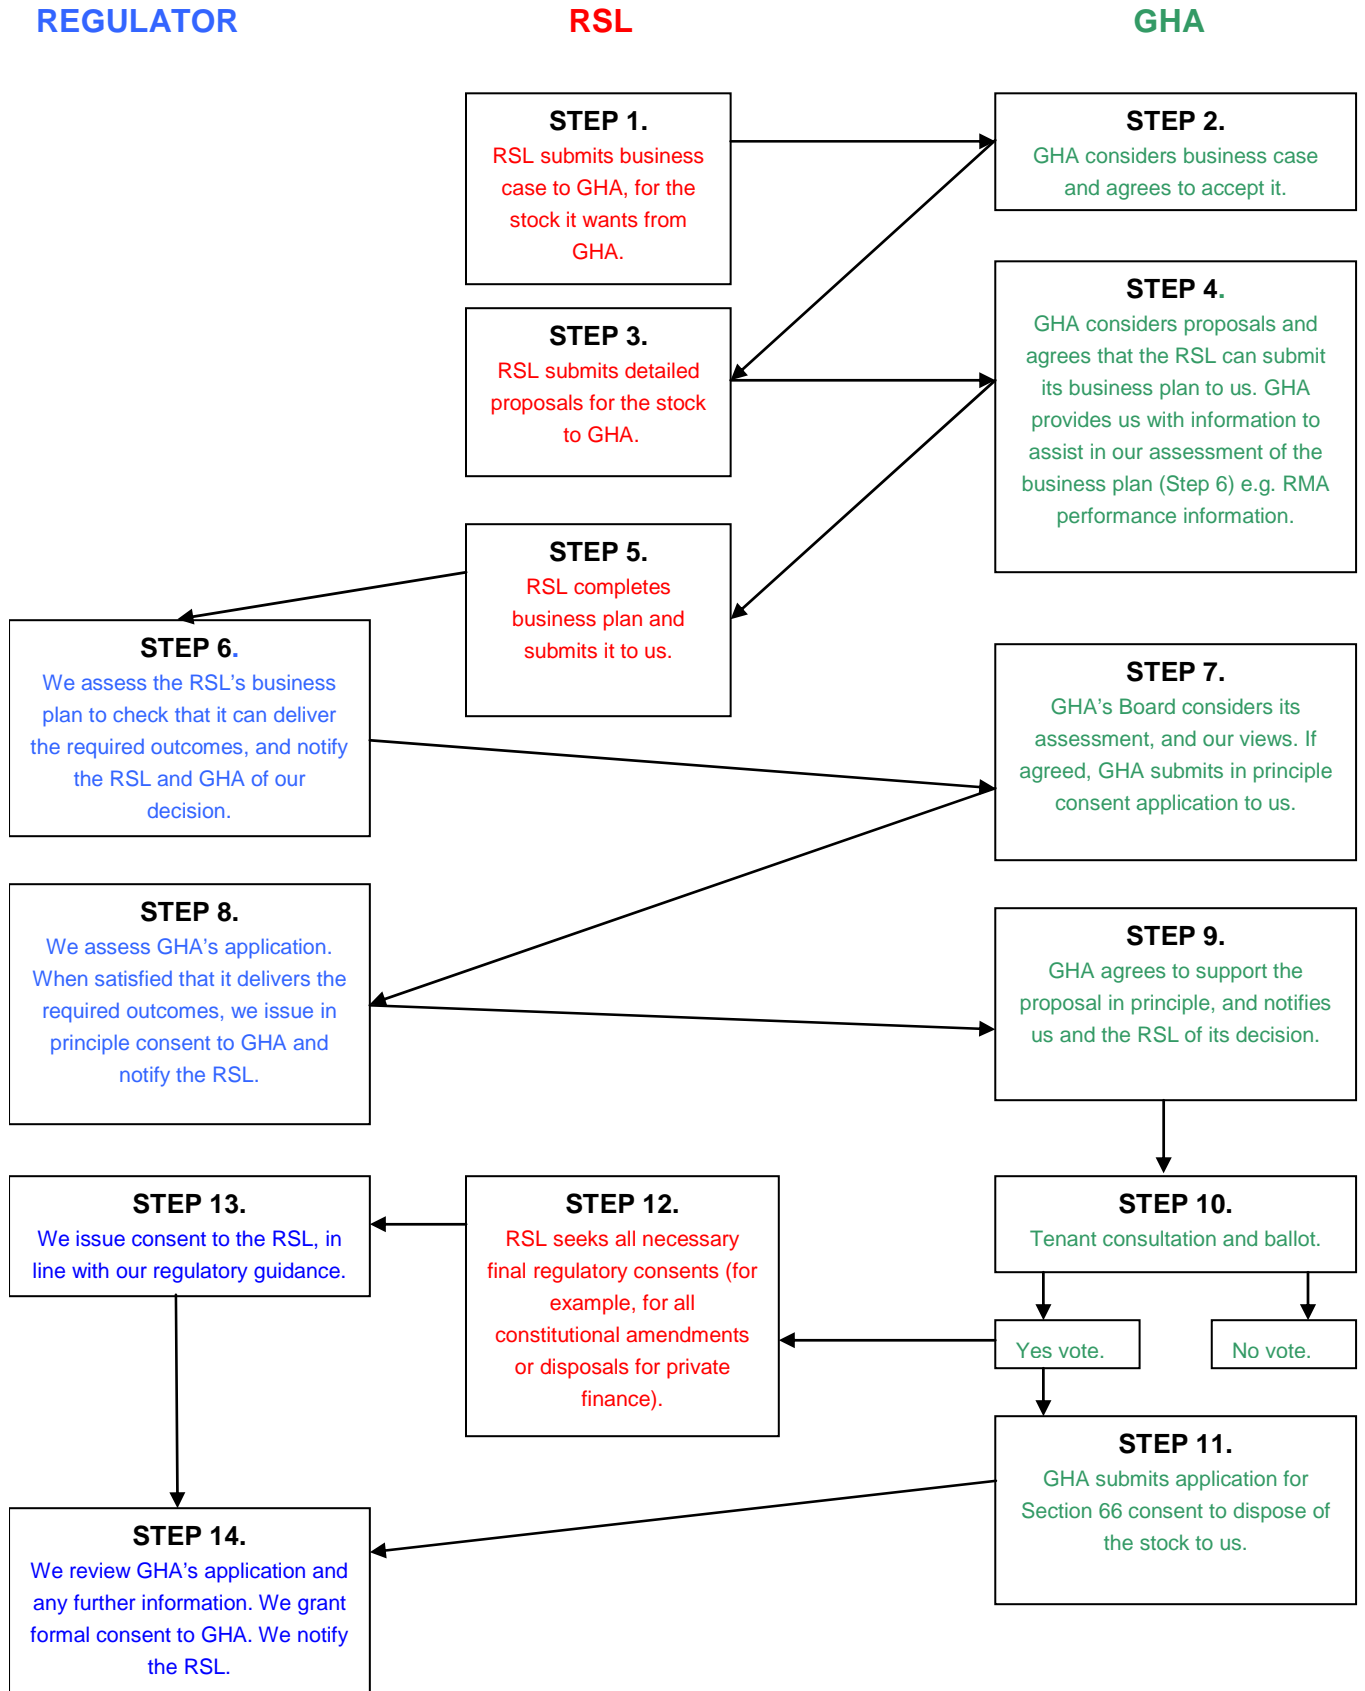 REGULATOR
RSL
GHA
STEP 1.
RSL submits business
case to GHA, for the
stock it wants from
GHA.
STEP 2.
GHA considers business case
and agrees to accept it.
STEP 3.
RSL submits detailed
proposals for the stock
to GHA.
STEP 4.
GHA considers proposals and
agrees that the RSL can submit
its business plan to us. GHA
provides us with information to
assist in our assessment of the
business plan (Step 6) e.g. RMA
performance information.
STEP 5.
RSL completes
business plan and
submits it to us.
STEP 6.
We assess the RSL’s business
plan to check that it can deliver
the required outcomes, and notify
the RSL and GHA of our
decision.
STEP 7.
GHA’s Board considers its
assessment, and our views. If
agreed, GHA submits in principle
consent application to us.
STEP 8.
We assess GHA’s application.
When satisfied that it delivers the
required outcomes, we issue in
principle consent to GHA and
notify the RSL.
STEP 9.
GHA agrees to support the
proposal in principle, and notifies
us and the RSL of its decision.
STEP 10.
Tenant consultation and ballot.
Yes vote.
No vote.
STEP 11.
GHA submits application for
Section 66 consent to dispose of
the stock to us.
STEP 12.
RSL seeks all necessary
final regulatory consents (for
example, for all
constitutional amendments
or disposals for private
finance).
STEP 13.
We issue consent to the RSL, in
line with our regulatory guidance.
STEP 14.
We review GHA’s application and
any further information. We grant
formal consent to GHA. We notify
the RSL.